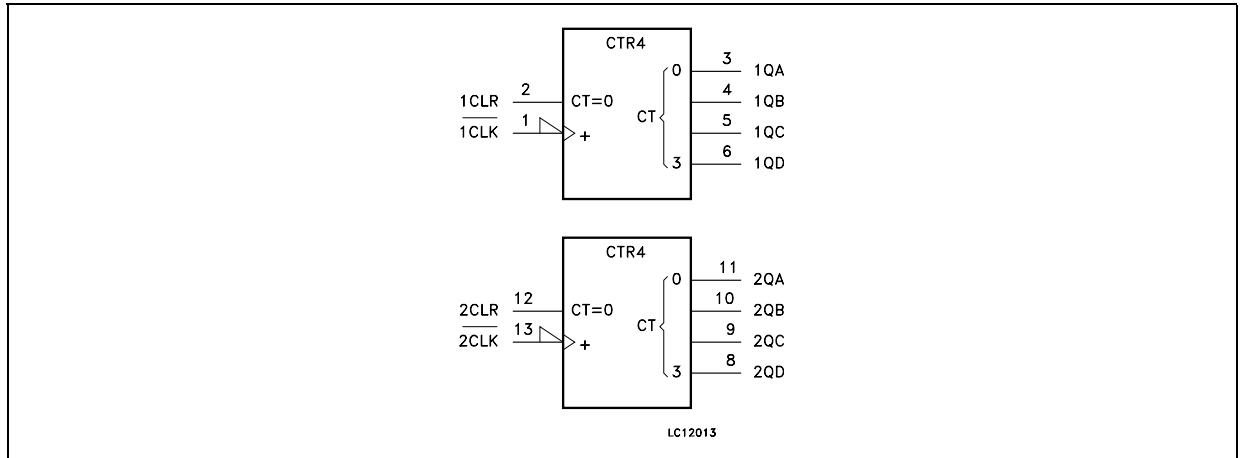 CTR4
0 3 1QA
1CLR 2 CT=0 4 1QB
1CLK 1 + CT 5 1QC
3 6 1QD
CTR4
0 11 2QA
2CLR 12 CT=0 10 2QB
2CLK 13 + CT 9 2QC
3 8 2QD
LC12013